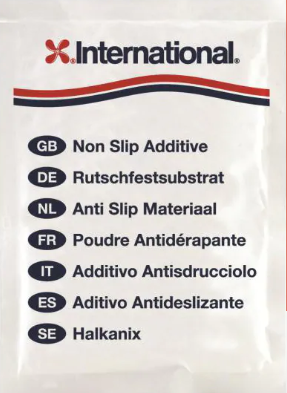 International.
GB Non Slip Additive
DE Rutschfestsubstrat
NL Anti Slip Materiaal
FR Poudre Antidérapante
IT Additivo Antisdrucciolo
ES Aditivo Antideslizante
SE Halkanix